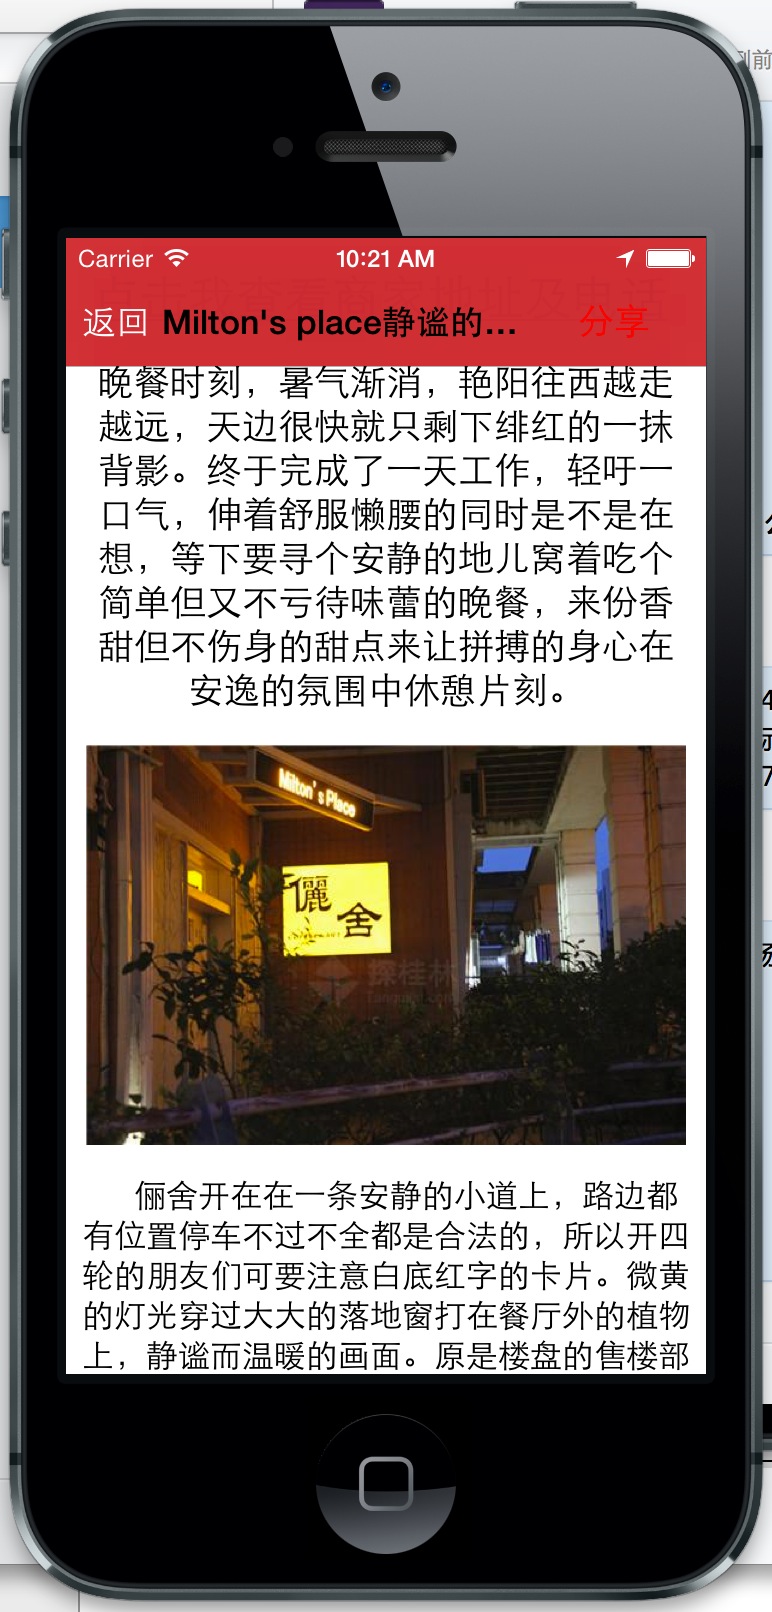 到前
Carrier
10:21 AM
返回 Milton's place静谧的... 分享
晚餐时刻，暑气渐消，艳阳往西越走
越远，天边很快就只剩下绯红的一抹
背影。终于完成了一天工作，轻吁一
口气，伸着舒服懒腰的同时是不是在
想，等下要寻个安静的地儿窝着吃个
简单但又不亏待味蕾的晚餐，来份香
甜但不伤身的甜点来让拼搏的身心在
安逸的氛围中休憩片刻。
Milton's Place
儷舍
探桂林
俪舍开在在一条安静的小道上，路边都
有位置停车不过不全都是合法的，所以开四
轮的朋友们可要注意白底红字的卡片。微黄
的灯光穿过大大的落地窗打在餐厅外的植物
上，静谧而温暖的画面。原是楼盘的售楼部